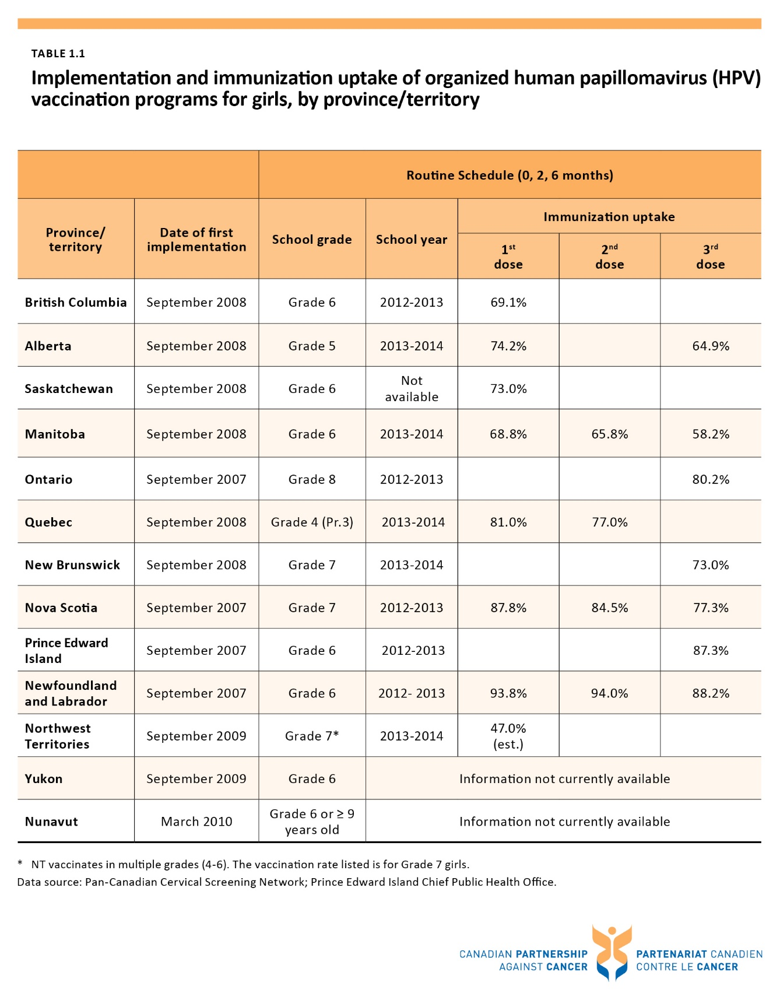 TABLE 1.1
Implementation and immunization uptake of organized human papillomavirus (HPV)
vaccination programs for girls, by province/territory
Routine Schedule (0, 2, 6 months)
Province/
territory
Date of first
implementation
School grade
School year
Immunization uptake
1st
dose
2nd
dose
3rd
dose
British Columbia September 2008 Grade 6 2012-2013 69.1%
Alberta September 2008 Grade 5 2013-2014 74.2% 64.9%
Saskatchewan September 2008 Grade 6 Not
available 73.0%
Manitoba September 2008 Grade 6 2013-2014 68.8% 65.8% 58.2%
Ontario September 2007 Grade 8 2012-2013 80.2%
Quebec September 2008 Grade 4 (Pr.3) 2013-2014 81.0% 77.0%
New Brunswick September 2008 Grade 7 2013-2014 73.0%
Nova Scotia September 2007 Grade 7 2012-2013 87.8% 84.5% 77.3%
Prince Edward
Island September 2007 Grade 6 2012-2013 87.3%
Newfoundland
and Labrador September 2007 Grade 6 2012- 2013 93.8% 94.0% 88.2%
Northwest
Territories September 2009 Grade 7* 2013-2014 47.0%
(est.)
Yukon September 2009 Grade 6 Information not currently available
Nunavut March 2010 Grade 6 or ≥ 9
years old Information not currently available
* NT vaccinates in multiple grades (4-6). The vaccination rate listed is for Grade 7 girls.
Data source: Pan-Canadian Cervical Screening Network; Prince Edward Island Chief Public Health Office.
CANADIAN PARTNERSHIP
AGAINST CANCER
PARTENARIAT CANADIEN
CONTRE LE CANCER